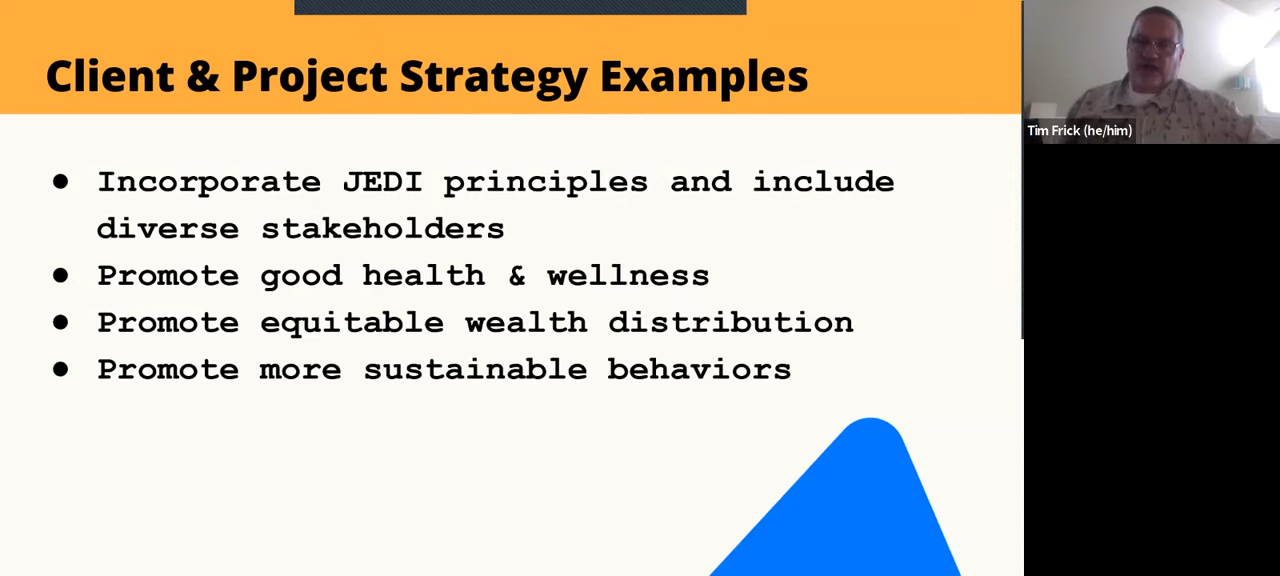 Client & Project Strategy Examples
● Incorporate JEDI principles and include
diverse stakeholders
● Promote good health & wellness
● Promote equitable wealth distribution
● Promote more sustainable behaviors
Tim Frick (he/him)